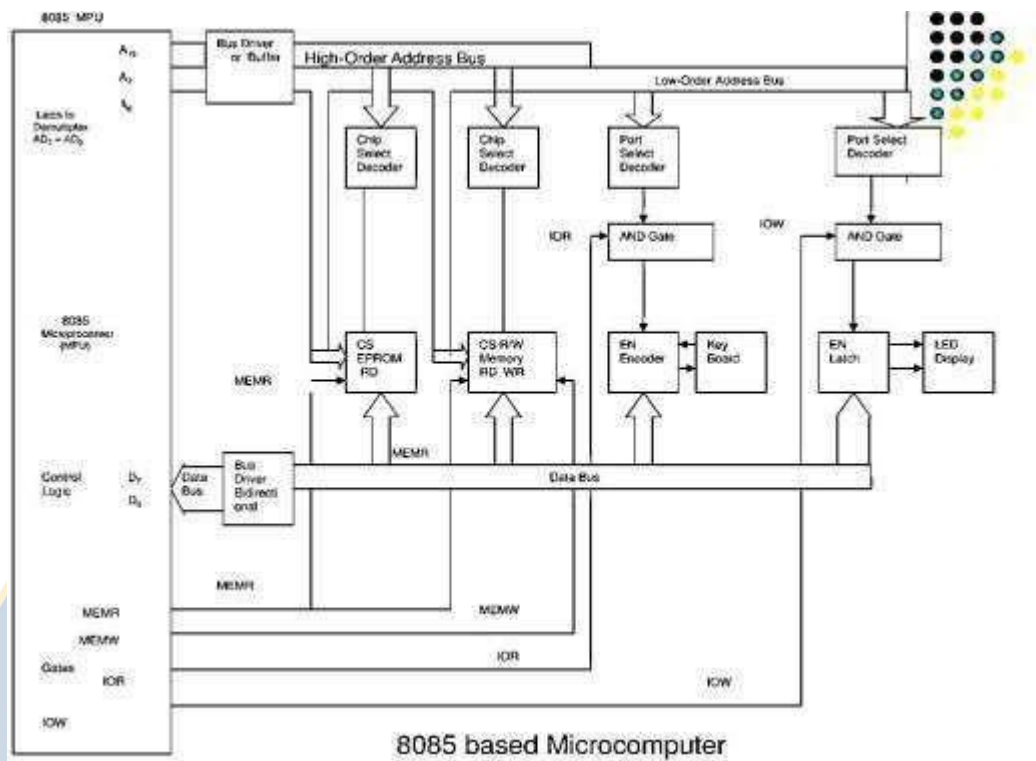 8085 MPU
Bus Driver
or Buffer
High-Order Address Bus
Low-Order Address Bus
A15
A
A
Latch to
Demultiplex
AD7 - AD0
Chip
Select
Decoder
Chip
Select
Decoder
Port
Select
Decoder
Port Select
Decoder
IOR
AND Gate
IOW
AND Gate
8085
Microprocessor
(MPU)
MEMR
CS
EPROM
RD
CS R/W
Memory
RD WR
EN
Encoder
Key
Board
EN
Latch
LED
Display
MEMR
Control
Logic
D7
D0
Data
Bus
Bus
Driver
Bidirecti
onal
Data Bus
MEMR
MEMR
MEMW
MEMW
IOR
Gates
IOR
IOW
IOW
8085 based Microcomputer